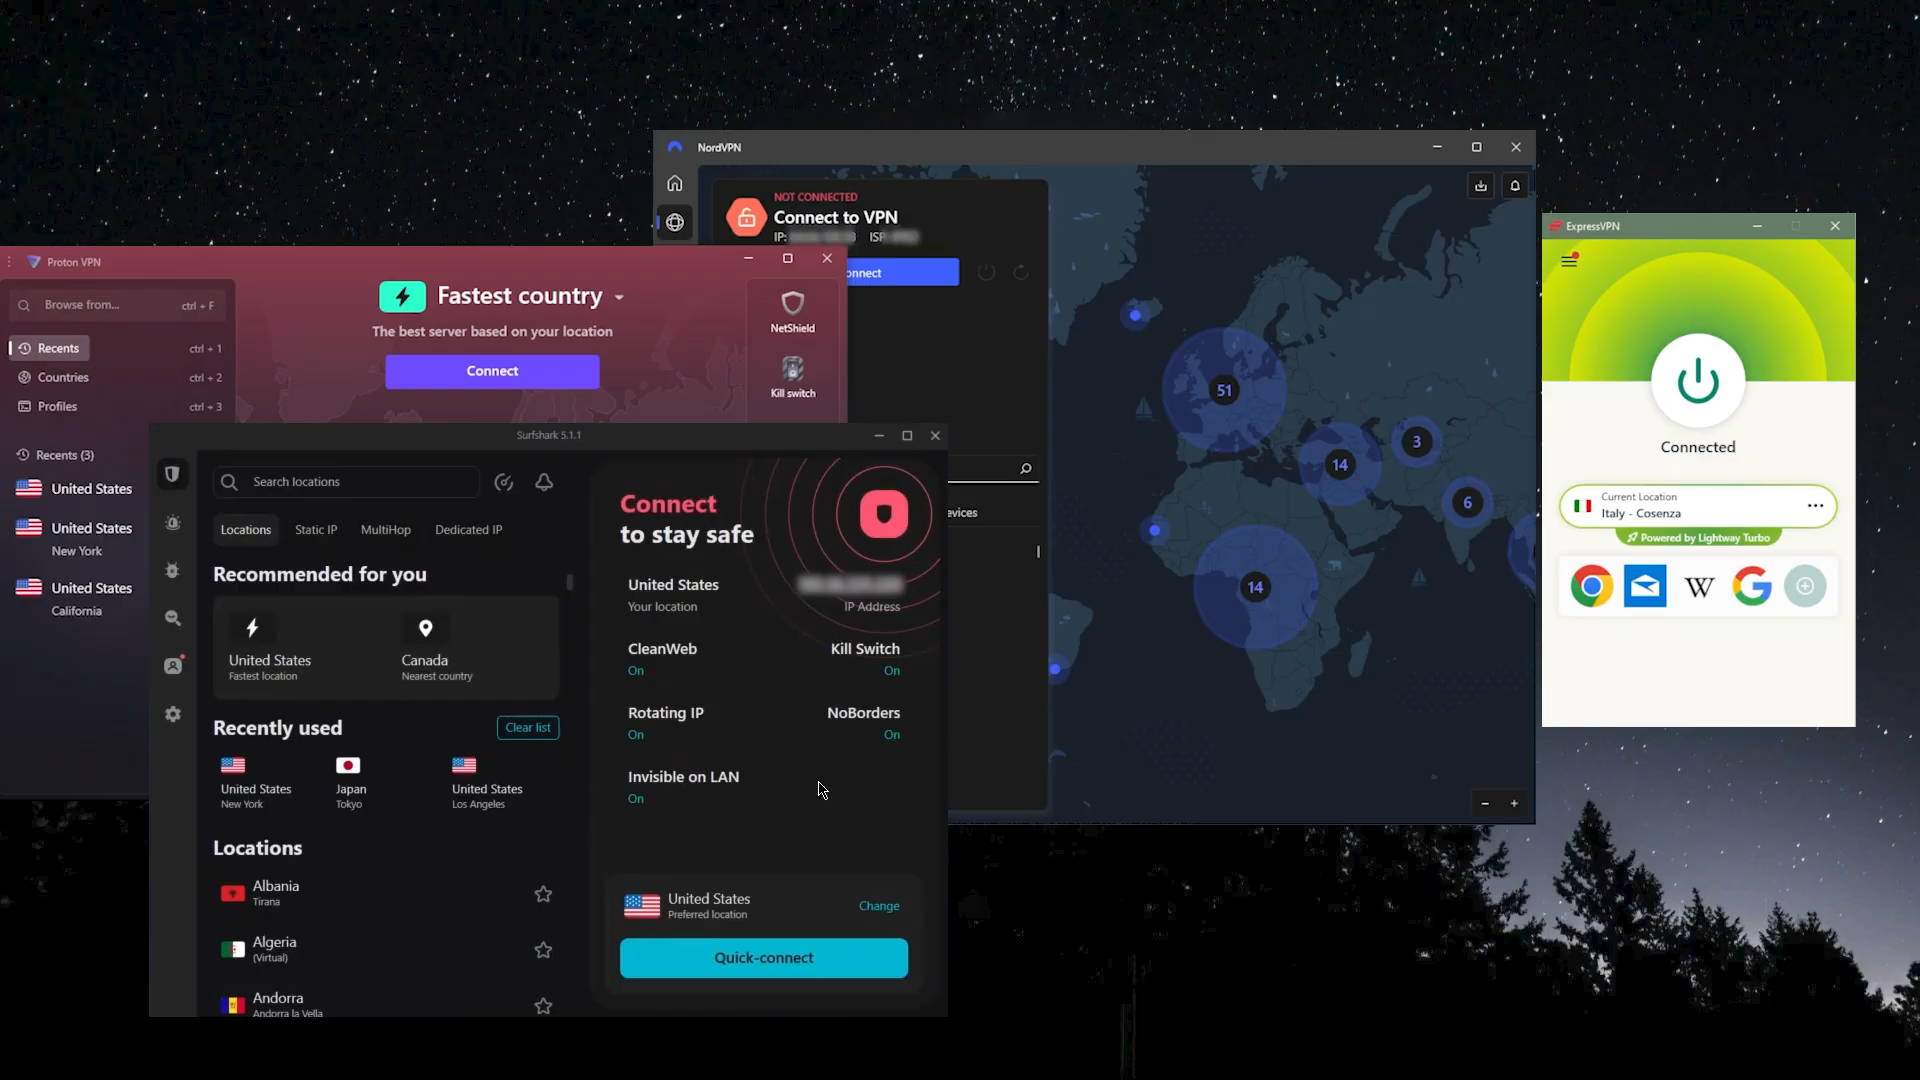 NordVPN
NOT CONNECTED
Connect to VPN
IP:
ISP
onnect
evices
51
14
3
6
14
Proton VPN
Browse from...
ctrl + F
Recents
ctrl + 1
Countries
ctrl + 2
Profiles
ctrl + 3
Recents (3)
United States
United States
New York
United States
California
Fastest country
The best server based on your location
Connect
NetShield
Kill switch
Surfshark 5.1.1
Search locations
Locations
Static IP
MultiHop
Dedicated IP
Recommended for you
United States
Fastest location
Canada
Nearest country
Recently used
Clear list
United States
New York
Japan
Tokyo
United States
Los Angeles
Locations
Albania
Tirana
Algeria
(Virtual)
Andorra
Andorra la Vella
Connect
to stay safe
United States
Your location
IP Address
CleanWeb
On
Kill Switch
On
Rotating IP
On
NoBorders
On
Invisible on LAN
On
United States
Preferred location
Change
Quick-connect
ExpressVPN
Connected
Current Location
Italy - Cosenza
Powered by Lightway Turbo
W
G